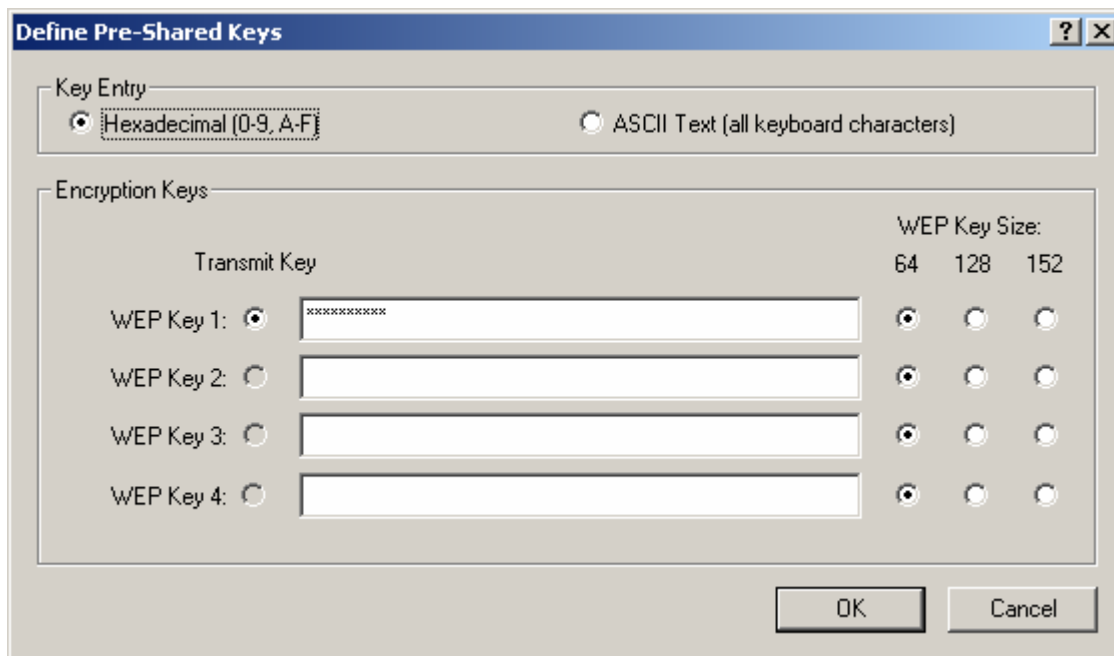 Define Pre-Shared Keys
Key Entry
Hexadecimal (0-9, A-F) ASCII Text (all keyboard characters)
Encryption Keys
WEP Key Size:
Transmit Key 64 128 152
WEP Key 1: **********
WEP Key 2:
WEP Key 3:
WEP Key 4:
OK Cancel